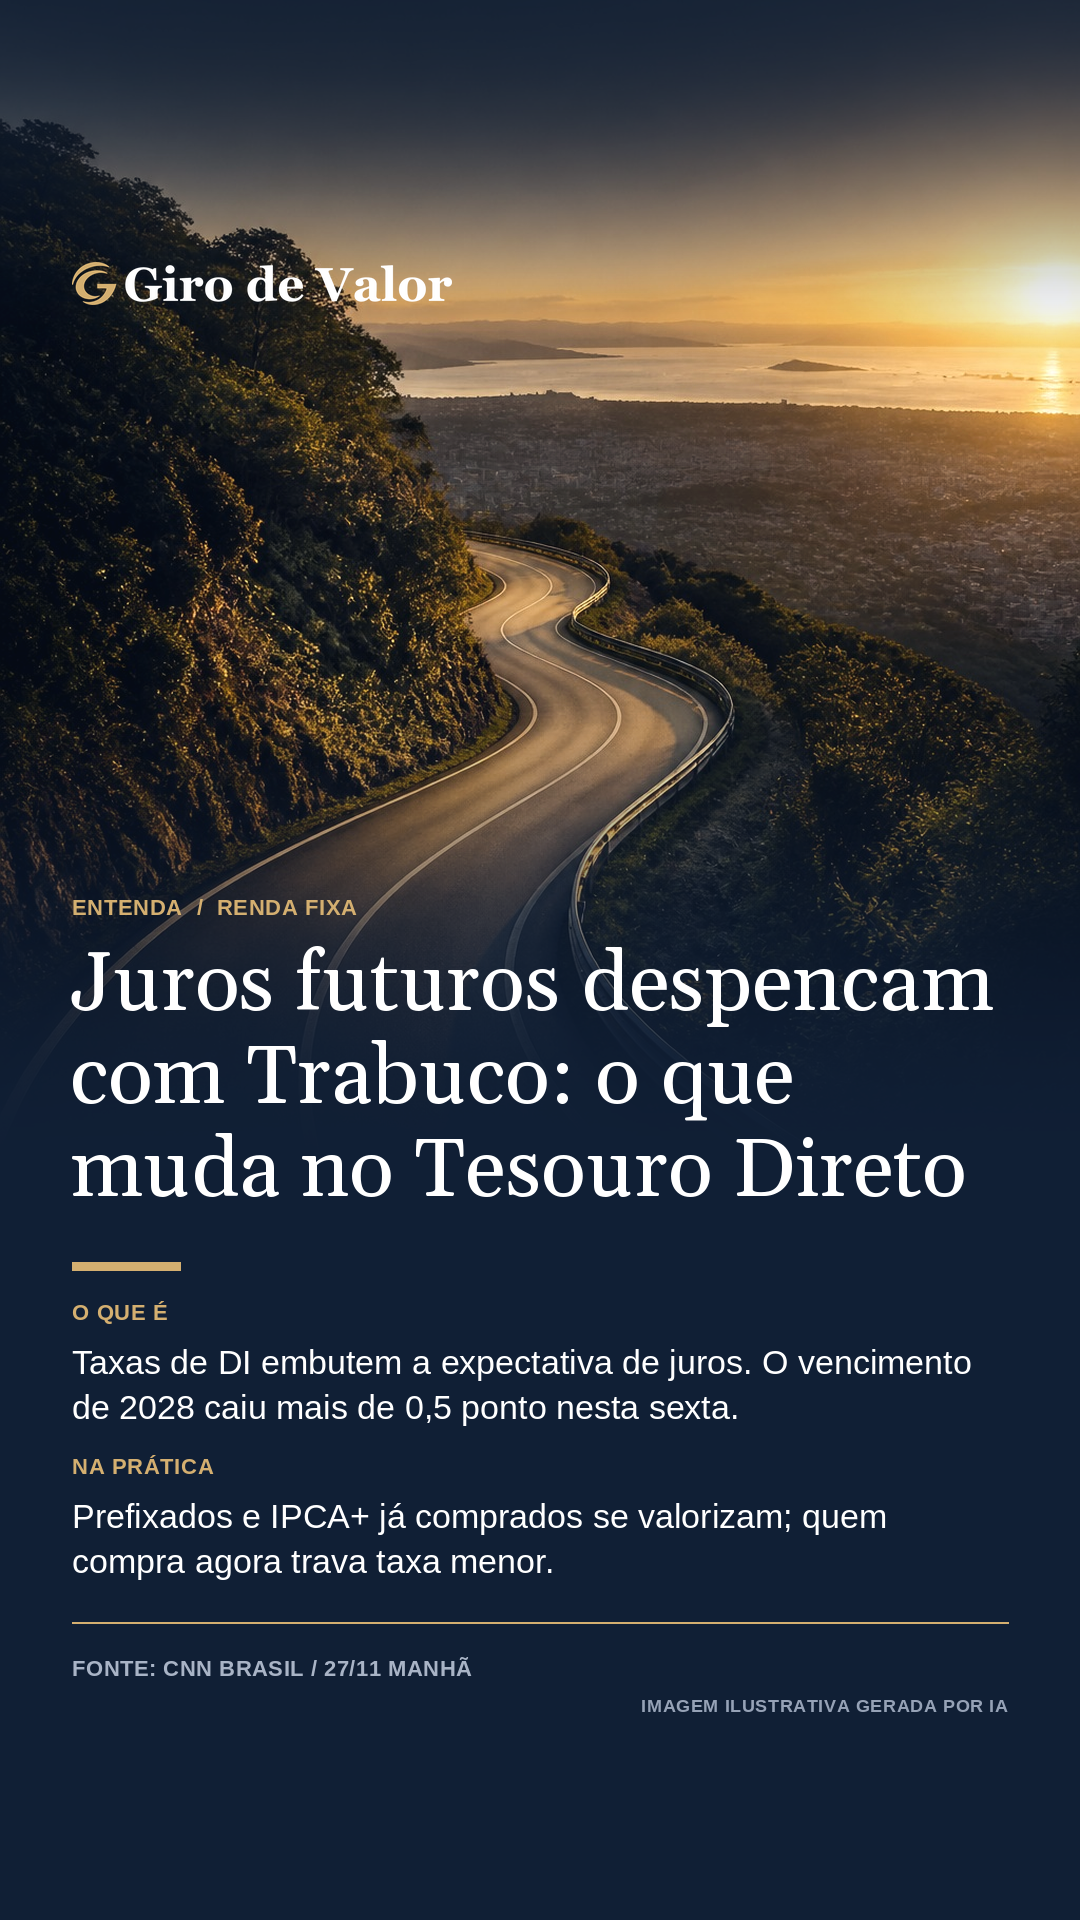 Giro de Valor
ENTENDA / RENDA FIXA
Juros futuros despencam
com Trabuco: o que
muda no Tesouro Direto
O QUE É
Taxas de DI embutem a expectativa de juros. O vencimento
de 2028 caiu mais de 0,5 ponto nesta sexta.
NA PRÁTICA
Prefixados e IPCA+ já comprados se valorizam; quem
compra agora trava taxa menor.
FONTE: CNN BRASIL / 27/11 MANHÃ
IMAGEM ILUSTRATIVA GERADA POR IA